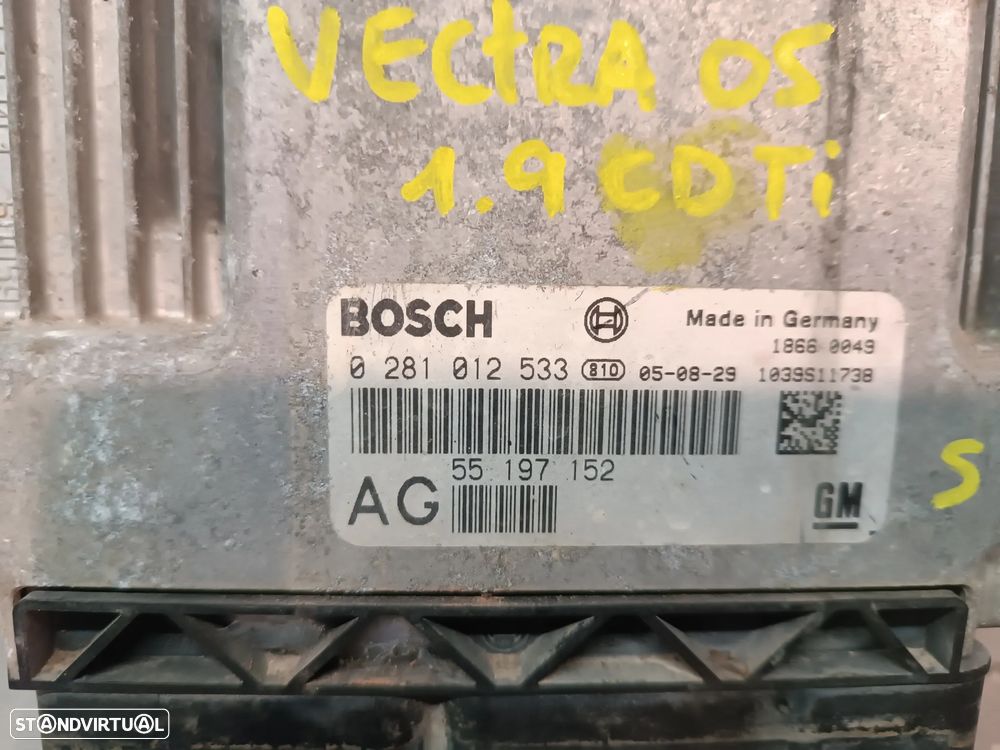 VECTRA 05
1.9 CDTi
BOSCH
Made in Germany
1866 0049
0 281 012 533 810 05-08-29 1039S11738
55 197 152
AG
GM
S
STANDVIRTUAL